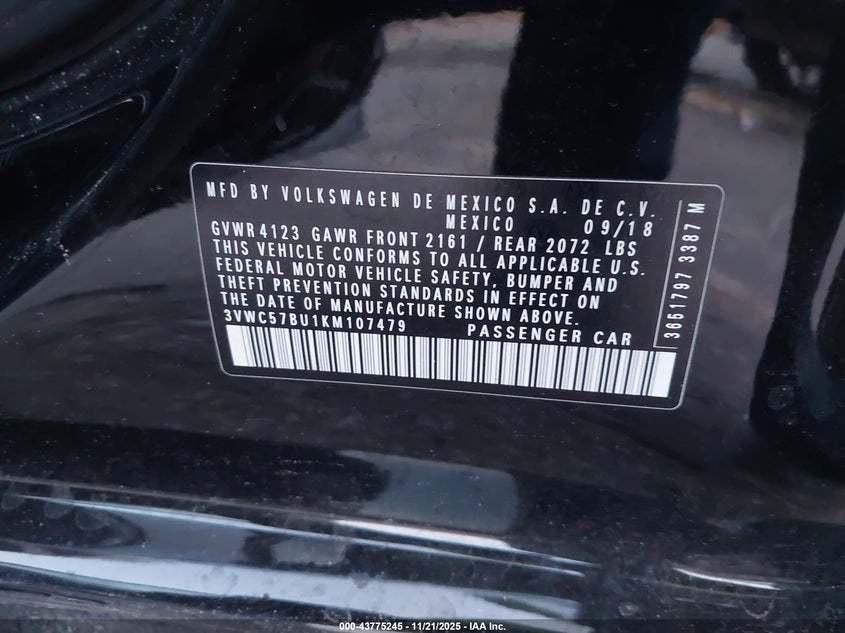 MFD BY VOLKSWAGEN DE MEXICO S.A. DE C.V.
MEXICO 09/18
GVWR 4123 GAWR FRONT 2161 / REAR 2072 LBS
THIS VEHICLE CONFORMS TO ALL APPLICABLE U.S.
FEDERAL MOTOR VEHICLE SAFETY, BUMPER AND
THEFT PREVENTION STANDARDS IN EFFECT ON
THE DATE OF MANUFACTURE SHOWN ABOVE.
3VWC57BU1KM107479 PASSENGER CAR
3651797 3387 M
000-43775245 - 11/21/2025 - IAA Inc.